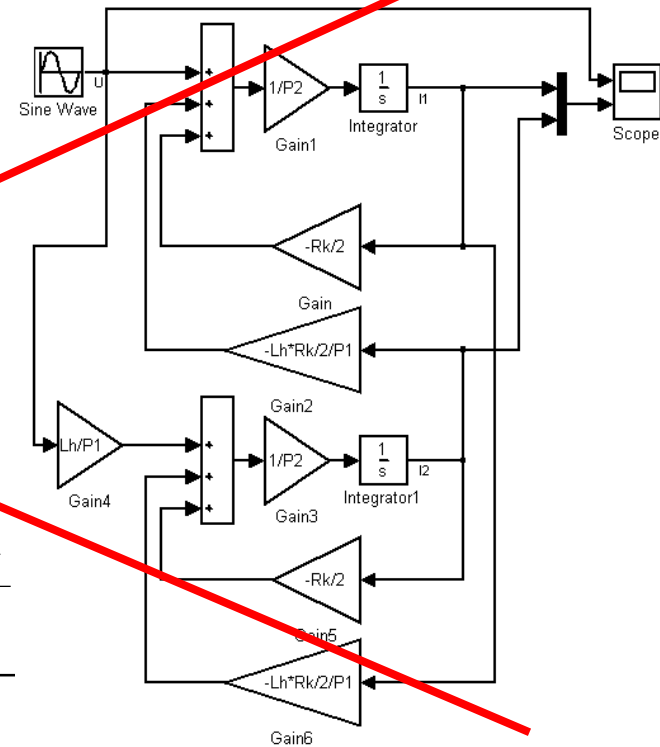 U
Sine Wave
1/P2
Gain1
1
s
Integrator
I1
Scope
-Rk/2
Gain
-Lh*Rk/2/P1
Gain2
Lh/P1
Gain4
1/P2
Gain3
1
s
Integrator1
I2
-Rk/2
Gain5
-Lh*Rk/2/P1
Gain6